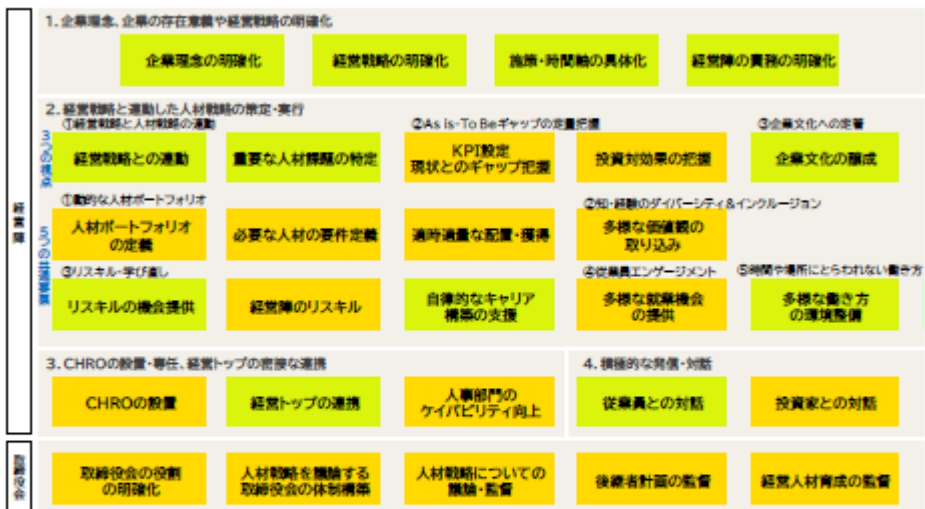 1. 企業理念、企業の存在意義や経営戦略の明確化
企業理念の明確化
経営戦略の明確化
施策・時間軸の具体化
経営陣の責務の明確化
経営陣
2. 経営戦略と連動した人材戦略の策定・実行
3つの視点
①経営戦略と人材戦略の連動
②As is-To Beギャップの定量把握
③企業文化への定着
経営戦略との連動
重要な人材課題の特定
KPI設定
現状とのギャップ把握
投資対効果の把握
企業文化の醸成
5つの共通要素
①動的な人材ポートフォリオ
②知・経験のダイバーシティ&インクルージョン
人材ポートフォリオ
の定義
必要な人材の要件定義
適時適量な配置・獲得
多様な価値観の
取り込み
③リスキル・学び直し
④従業員エンゲージメント
⑤時間や場所にとらわれない働き方
リスキルの機会提供
経営陣のリスキル
自律的なキャリア
構築の支援
多様な就業機会
の提供
多様な働き方
の環境整備
3. CHROの設置・専任、経営トップの密接な連携
CHROの設置
経営トップの連携
人事部門の
ケイパビリティ向上
4. 積極的な発信・対話
従業員との対話
投資家との対話
取締役会
取締役会の役割
の明確化
人材戦略を議論する
取締役会の体制構築
人材戦略についての
議論・監督
後継者計画の監督
経営人材育成の監督